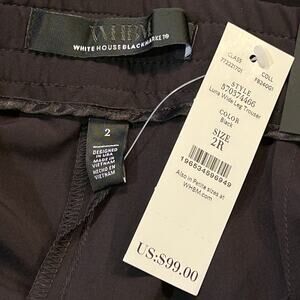 WHBM
WHITE HOUSE BLACK MARKET
2
DESIGNED IN USA
MADE IN
VIETNAM
HECHO EN
VIETNAM
CLASS
COLL
STYLE
570374466
Luna Wide Leg Trouser
COLOR
Black
SIZE
2R
Also in Petite sizes at
WHBM.com
US:$99.00